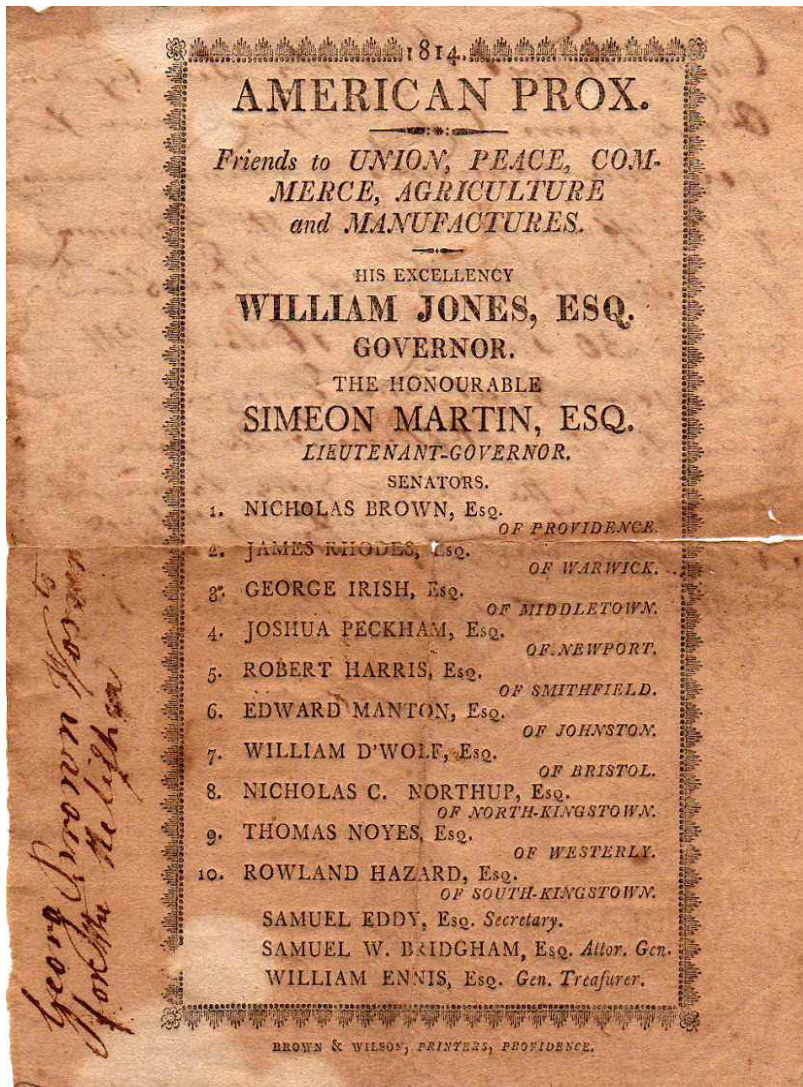 1814.
AMERICAN PROX.
Friends to UNION, PEACE, COM-
MERCE, AGRICULTURE
and MANUFACTURES.
HIS EXCELLENCY
WILLIAM JONES, ESQ.
GOVERNOR.
THE HONOURABLE
SIMEON MARTIN, ESQ.
LIEUTENANT-GOVERNOR.
SENATORS.
1. NICHOLAS BROWN, Esq.
OF PROVIDENCE.
2. JAMES RHODES, Esq.
OF WARWICK.
3. GEORGE IRISH, Esq.
OF MIDDLETOWN.
4. JOSHUA PECKHAM, Esq.
OF NEWPORT.
5. ROBERT HARRIS, Esq.
OF SMITHFIELD.
6. EDWARD MANTON, Esq.
OF JOHNSTON.
7. WILLIAM D'WOLF, Esq.
OF BRISTOL.
8. NICHOLAS C. NORTHUP, Esq.
OF NORTH-KINGSTOWN.
9. THOMAS NOYES, Esq.
OF WESTERLY.
10. ROWLAND HAZARD, Esq.
OF SOUTH-KINGSTOWN.
SAMUEL EDDY, Esq. Secretary.
SAMUEL W. BRIDGHAM, Esq. Attor. Gen.
WILLIAM ENNIS, Esq. Gen. Treaſurer.
BROWN & WILSON, PRINTERS, PROVIDENCE.
Georg Brown